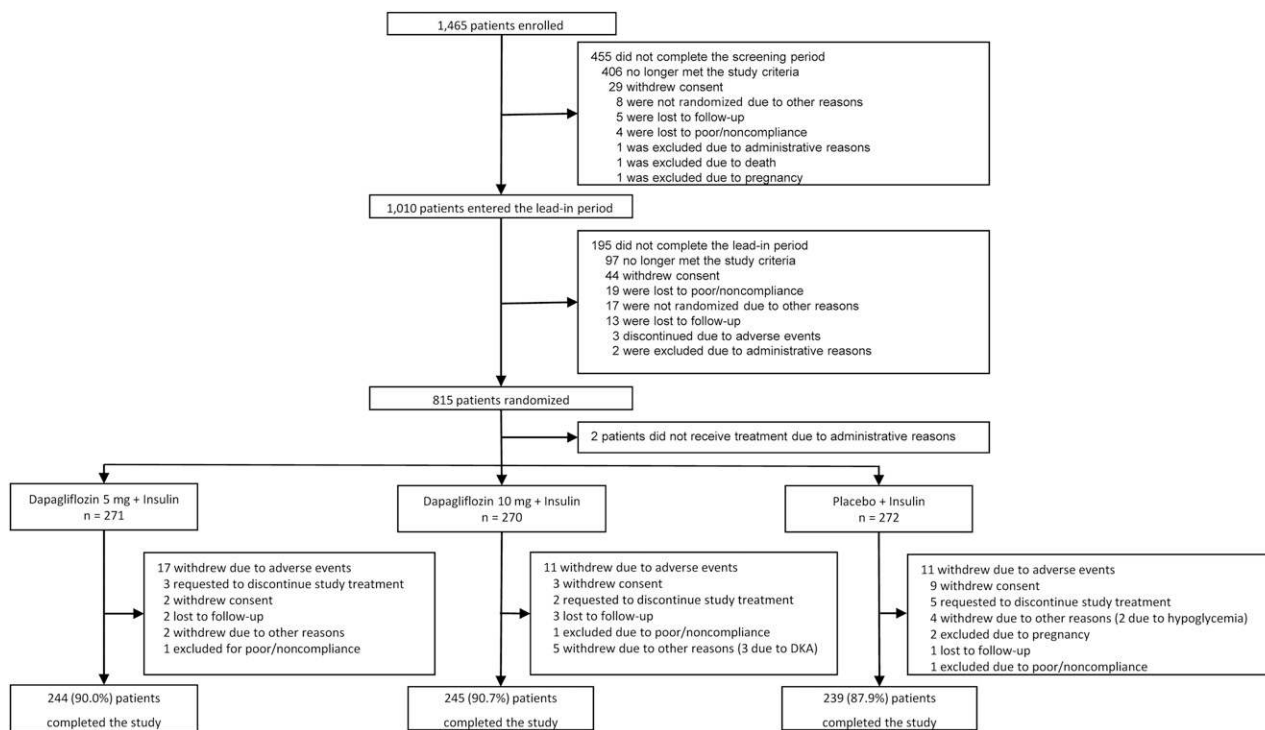 1,465 patients enrolled
455 did not complete the screening period
406 no longer met the study criteria
29 withdrew consent
8 were not randomized due to other reasons
5 were lost to follow-up
4 were lost to poor/noncompliance
1 was excluded due to administrative reasons
1 was excluded due to death
1 was excluded due to pregnancy
1,010 patients entered the lead-in period
195 did not complete the lead-in period
97 no longer met the study criteria
44 withdrew consent
19 were lost to poor/noncompliance
17 were not randomized due to other reasons
13 were lost to follow-up
3 discontinued due to adverse events
2 were excluded due to administrative reasons
815 patients randomized
2 patients did not receive treatment due to administrative reasons
Dapagliflozin 5 mg + Insulin
n = 271
Dapagliflozin 10 mg + Insulin
n = 270
Placebo + Insulin
n = 272
17 withdrew due to adverse events
3 requested to discontinue study treatment
2 withdrew consent
2 lost to follow-up
2 withdrew due to other reasons
1 excluded for poor/noncompliance
11 withdrew due to adverse events
3 withdrew consent
2 requested to discontinue study treatment
3 lost to follow-up
1 excluded due to poor/noncompliance
5 withdrew due to other reasons (3 due to DKA)
11 withdrew due to adverse events
9 withdrew consent
5 requested to discontinue study treatment
4 withdrew due to other reasons (2 due to hypoglycemia)
2 excluded due to pregnancy
1 lost to follow-up
1 excluded due to poor/noncompliance
244 (90.0%) patients
completed the study
245 (90.7%) patients
completed the study
239 (87.9%) patients
completed the study